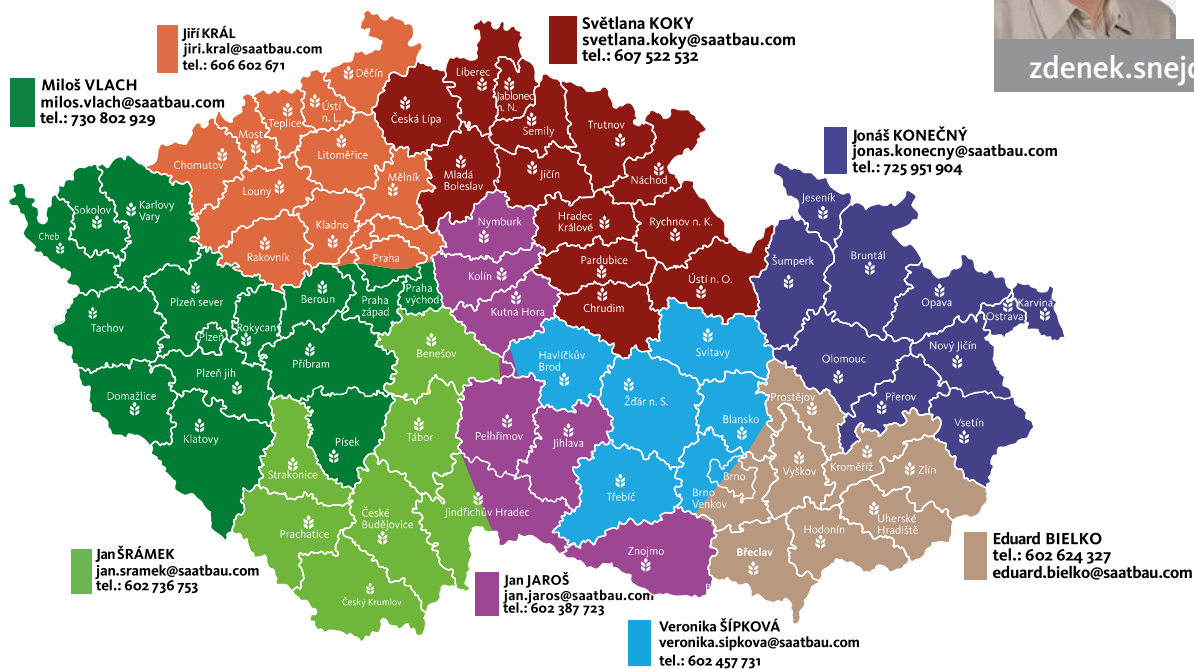 Jiří KRÁL
jiri.kral@saatbau.com
tel.: 606 602 671
Světlana KOKY
svetlana.koky@saatbau.com
tel.: 607 522 532
zdenek.snejd
Miloš VLACH
milos.vlach@saatbau.com
tel.: 730 802 929
Jonáš KONEČNÝ
jonas.konecny@saatbau.com
tel.: 725 951 904
Děčín
Ústí
n. L.
Teplice
Most
Chomutov
Litoměřice
Louny
Mělník
Kladno
Rakovník
Praha
Liberec
Jablonec
n. N.
Česká Lípa
Semily
Trutnov
Mladá
Boleslav
Jičín
Náchod
Hradec
Králové
Rychnov n. K.
Pardubice
Ústí n. O.
Chrudim
Nymburk
Kolín
Kutná Hora
Sokolov
Karlovy
Vary
Cheb
Plzeň sever
Tachov
Plzeň
Rokycan
Beroun
Praha
západ
Praha
východ
Příbram
Plzeň jih
Domažlice
Klatovy
Písek
Benešov
Tábor
Strakonice
Prachatice
České
Budějovice
Jindřichův Hradec
Český Krumlov
Pelhřimov
Jihlava
Znojmo
Havlíčkův
Brod
Svitavy
Žďár n. S.
Blansko
Třebíč
Brno
Brno
Venkov
Jeseník
Šumperk
Bruntál
Opava
Karvina
Ostrava
Nový Jičín
Olomouc
Přerov
Vsetín
Prostějov
Vyškov
Kroměříž
Zlín
Uherské
Hradiště
Hodonín
Břeclav
Jan ŠRÁMEK
jan.sramek@saatbau.com
tel.: 602 736 753
Jan JAROŠ
jan.jaros@saatbau.com
tel.: 602 387 723
Veronika ŠÍPKOVÁ
veronika.sipkova@saatbau.com
tel.: 602 457 731
Eduard BIELKO
tel.: 602 624 327
eduard.bielko@saatbau.com